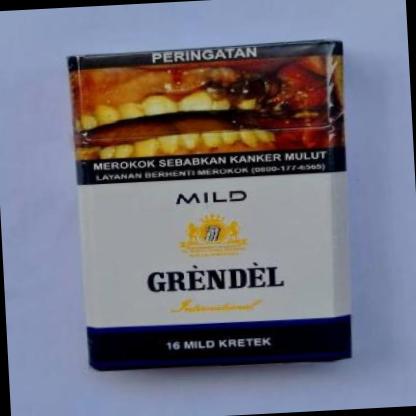 PERINGATAN
MEROKOK SEBABKAN KANKER MULUT
LAYANAN BERHENTI MEROKOK (0800-177-6565)
MILD
GRÈNDÈL
International
16 MILD KRETEK